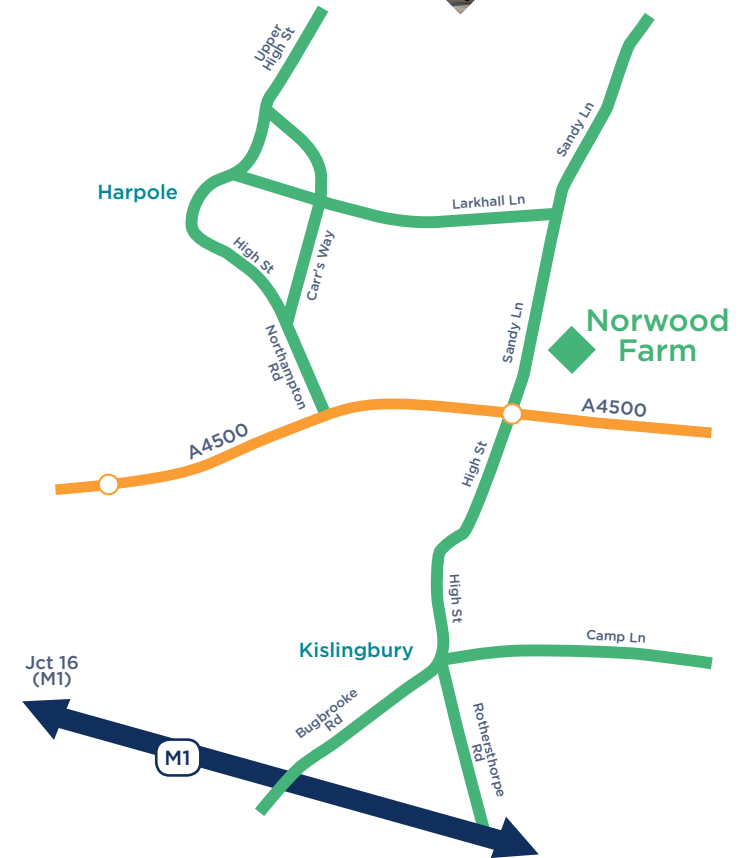 Upper
High St
Sandy Ln
Harpole
Larkhall Ln
High St
Carr's Way
Sandy Ln
Norwood
Farm
Northampton
Rd
A4500
A4500
High St
High St
Kislingbury
Camp Ln
Jct 16
(M1)
Bugbrooke
Rd
Rothersthorpe
Rd
M1